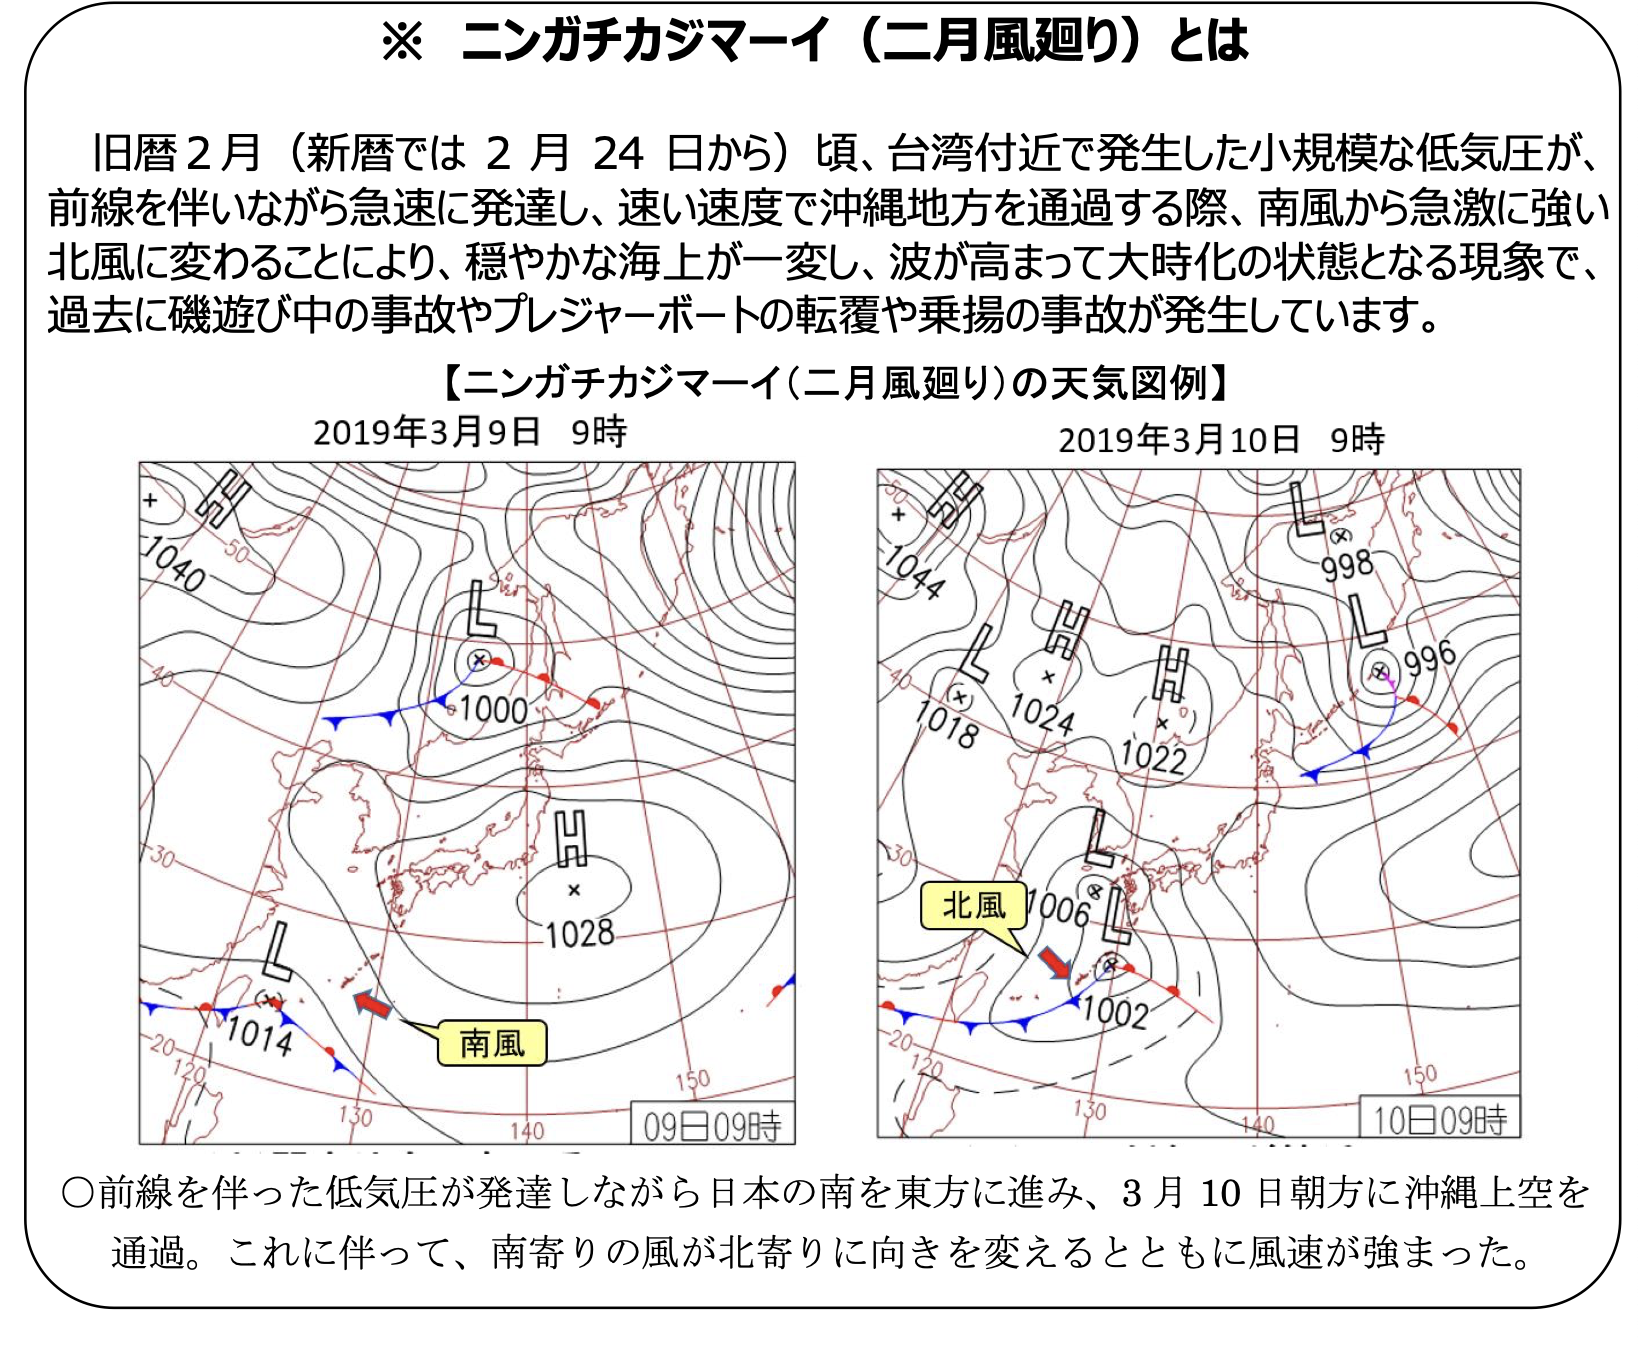 ※ ニンガチカジマーイ（二月風廻り）とは
旧暦２月（新暦では 2 月 24 日から）頃、台湾付近で発生した小規模な低気圧が、
前線を伴いながら急速に発達し、速い速度で沖縄地方を通過する際、南風から急激に強い
北風に変わることにより、穏やかな海上が一変し、波が高まって大時化の状態となる現象で、
過去に磯遊び中の事故やプレジャーボートの転覆や乗揚の事故が発生しています。
【ニンガチカジマーイ（二月風廻り）の天気図例】
2019年3月9日 9時
H
1040
50
L
1000
40
30
H
1028
L
1014
南風
20
120
130
140
150
09日09時
2019年3月10日 9時
50
H
1044
L
998
L
996
H
1024
L
1018
H
1022
40
30
L
1006
L
北風
1002
20
120
130
140
150
10日09時
○前線を伴った低気圧が発達しながら日本の南を東方に進み、3 月 10 日朝方に沖縄上空を
通過。これに伴って、南寄りの風が北寄りに向きを変えるとともに風速が強まった。